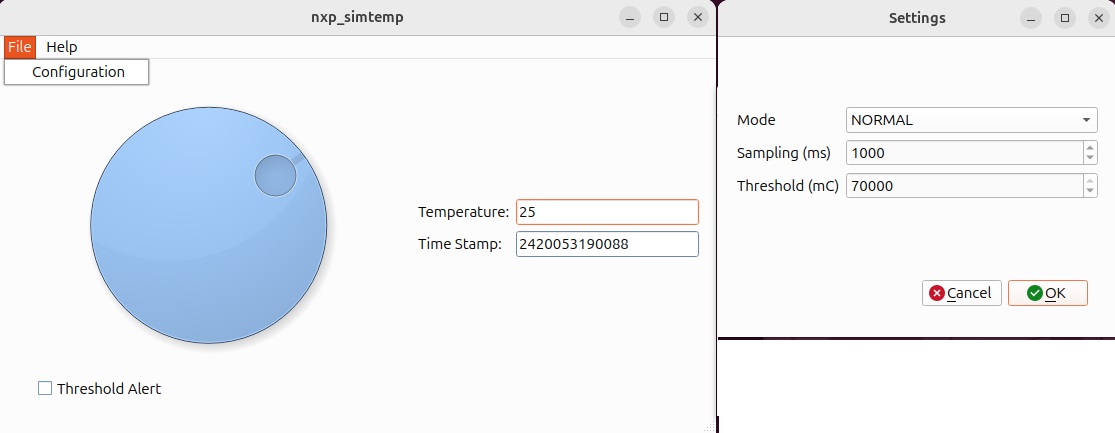 nxp_simtemp
File Help
Configuration
Temperature: 25
Time Stamp: 2420053190088
Threshold Alert
Settings
Mode NORMAL
Sampling (ms) 1000
Threshold (mC) 70000
Cancel OK